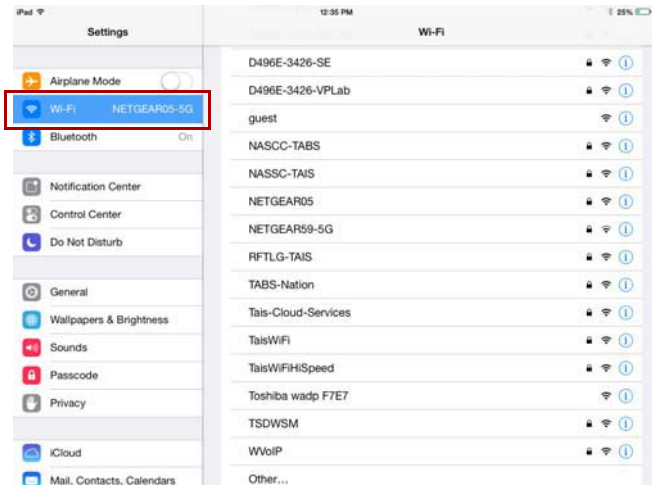 iPad 12:35 PM 25%
Settings
Wi-Fi
Airplane Mode
Wi-Fi NETGEAR05-5G
Bluetooth On
Notification Center
Control Center
Do Not Disturb
General
Wallpapers & Brightness
Sounds
Passcode
Privacy
iCloud
Mail, Contacts, Calendars
D496E-3426-SE
D496E-3426-VPLab
guest
NASCC-TABS
NASSC-TAIS
NETGEAR05
NETGEAR59-5G
RFTLG-TAIS
TABS-Nation
Tais-Cloud-Services
TaisWiFi
TaisWiFiHiSpeed
Toshiba wadp F7E7
TSDWSM
WVoIP
Other...